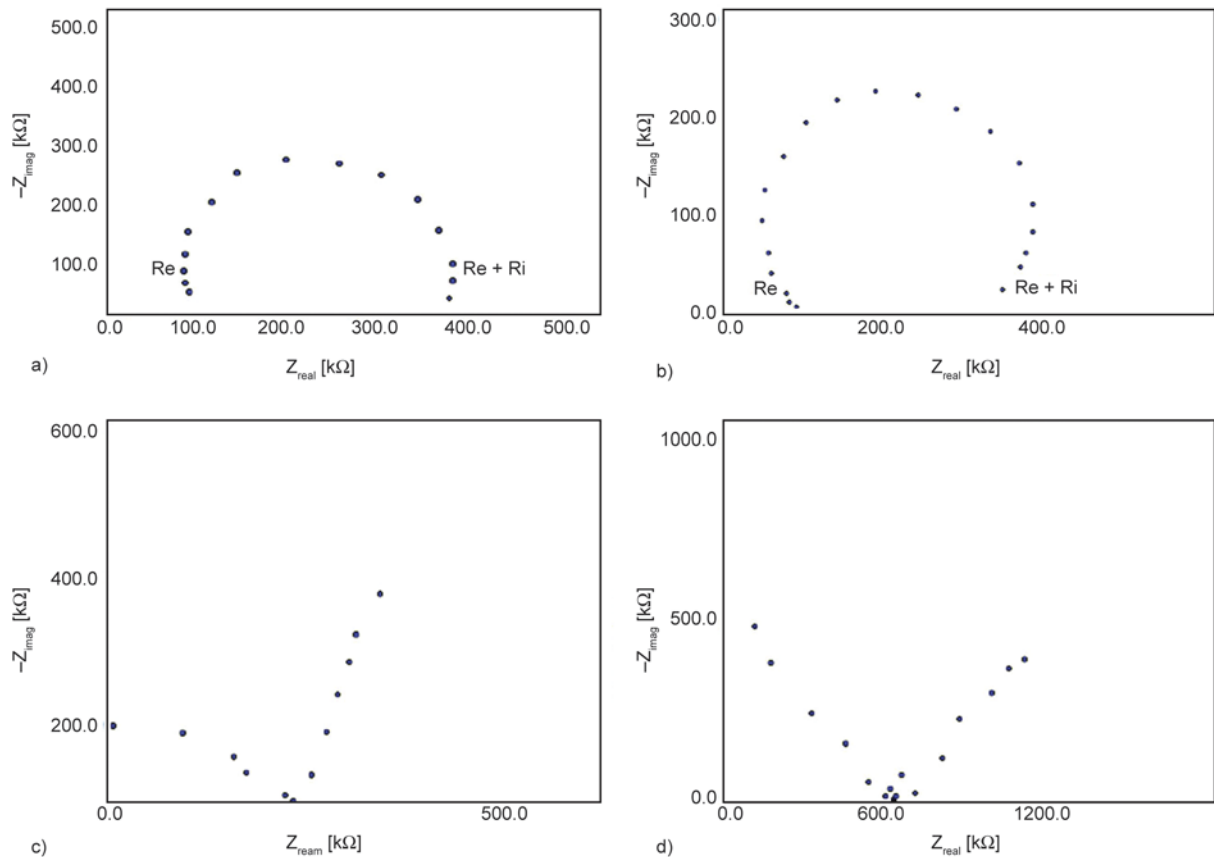 500.0
400.0
300.0
200.0
100.0
−Z_imag [kΩ]
Re
Re + Ri
0.0 100.0 200.0 300.0 400.0 500.0
Z_real [kΩ]
a)
300.0
200.0
100.0
0.0
−Z_imag [kΩ]
Re
Re + Ri
0.0 200.0 400.0
Z_real [kΩ]
b)
600.0
400.0
200.0
−Z_imag [kΩ]
0.0 500.0
Z_ream [kΩ]
c)
1000.0
500.0
0.0
−Z_imag [kΩ]
0.0 600.0 1200.0
Z_real [kΩ]
d)